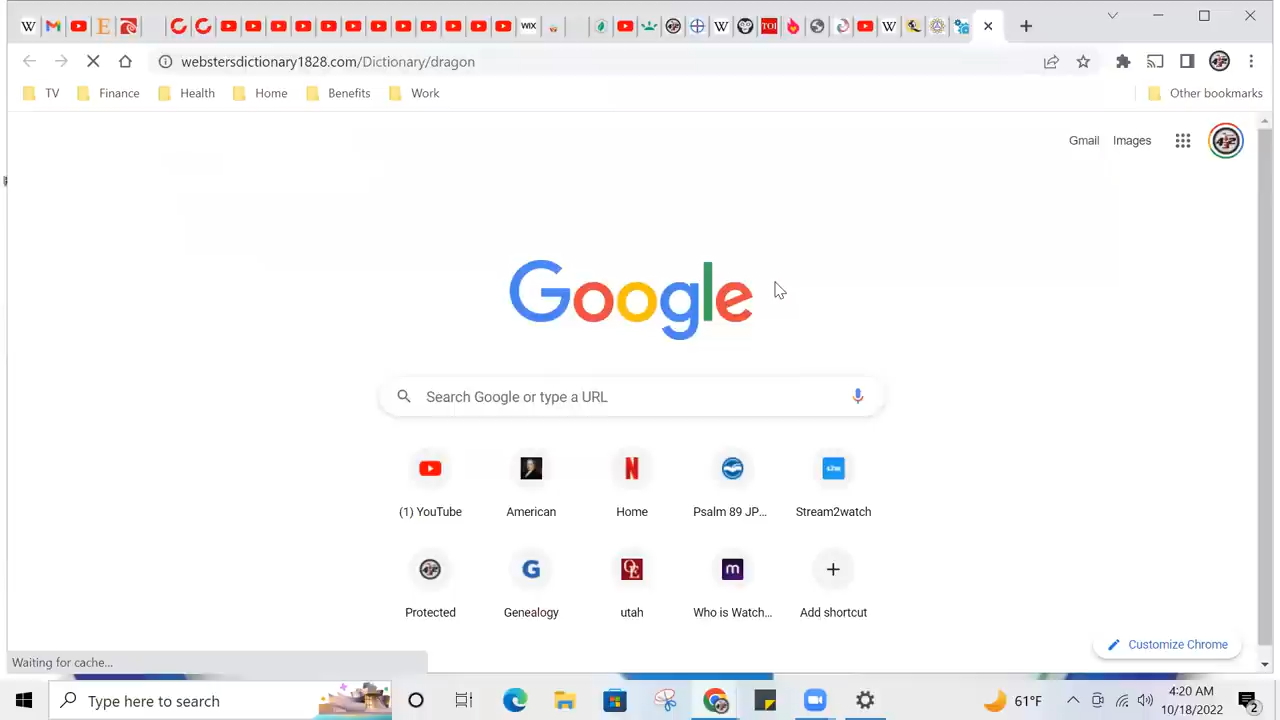 webstersdictionary1828.com/Dictionary/dragon
TV Finance Health Home Benefits Work Other bookmarks
Gmail Images
Google
Search Google or type a URL
(1) YouTube American Home Psalm 89 JP... Stream2watch
Protected Genealogy utah Who is Watch... Add shortcut
Customize Chrome
Waiting for cache...
Type here to search 61°F 4:20 AM
10/18/2022 2